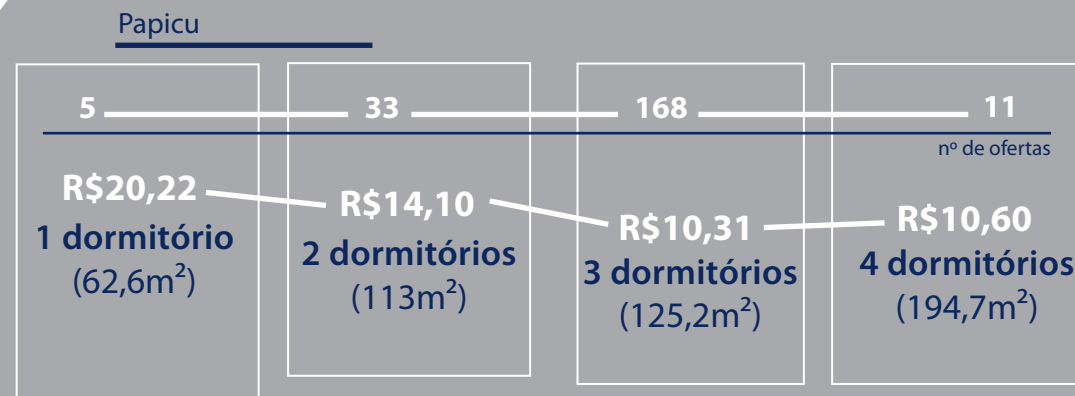 Papicu
5 33 168 11
nº de ofertas
R$20,22
1 dormitório
(62,6m²)
R$14,10
2 dormitórios
(113m²)
R$10,31
3 dormitórios
(125,2m²)
R$10,60
4 dormitórios
(194,7m²)